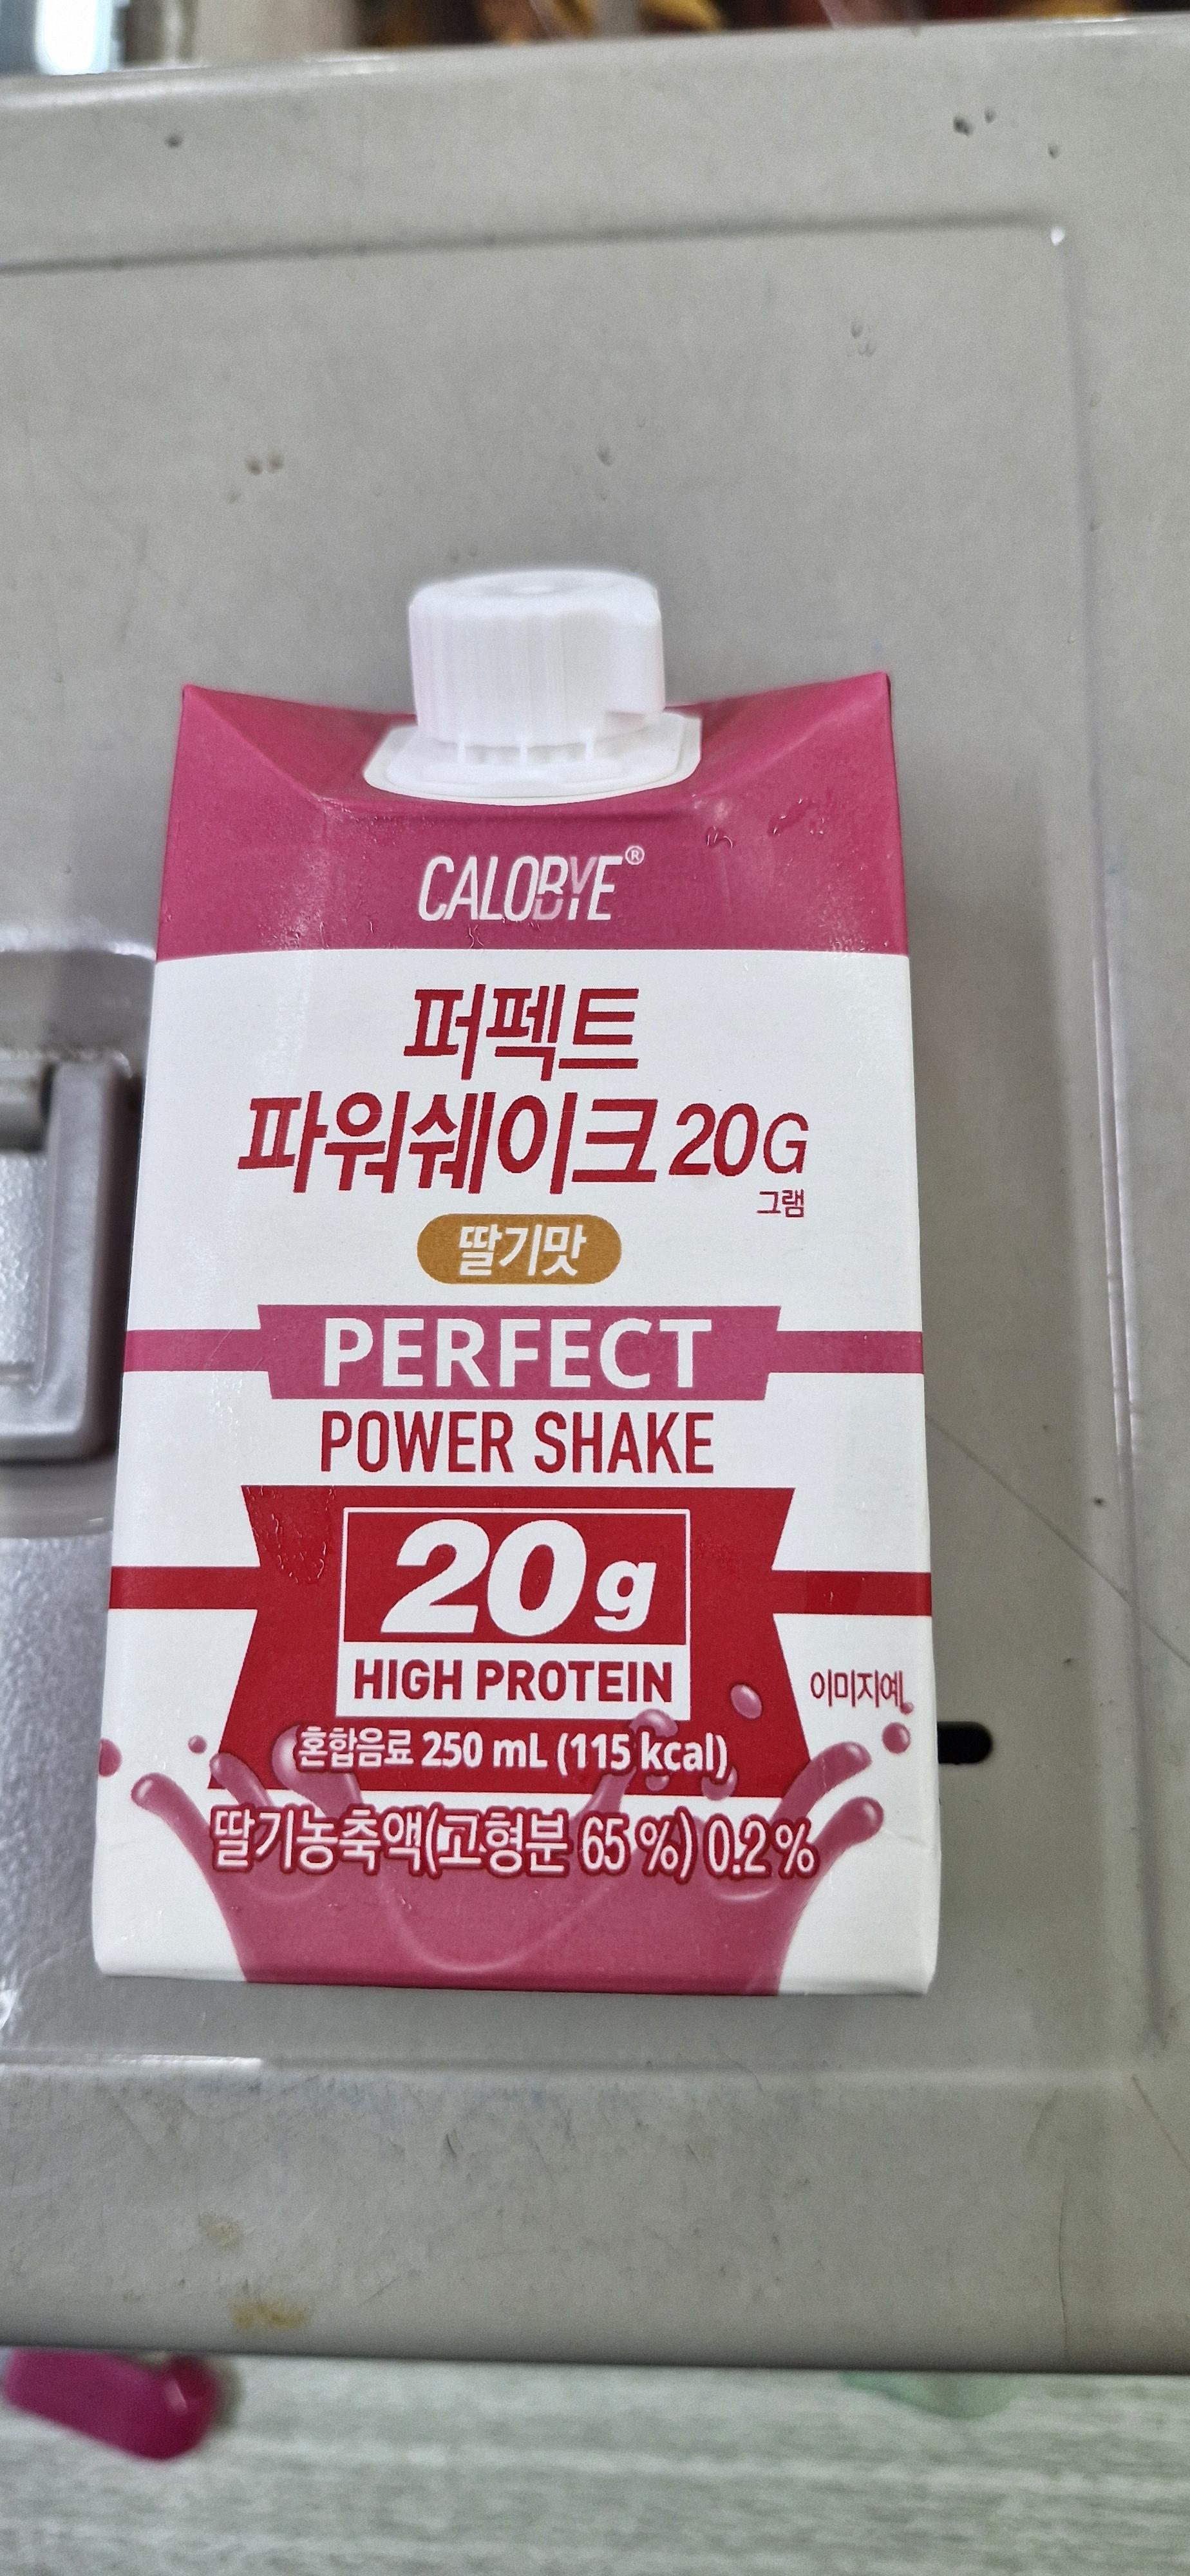 CALOBYE®
퍼펙트
파워쉐이크 20G
그램
딸기맛
PERFECT
POWER SHAKE
20g
HIGH PROTEIN
이미지예
혼합음료 250 mL (115 kcal)
딸기농축액(고형분 65 %) 0.2 %